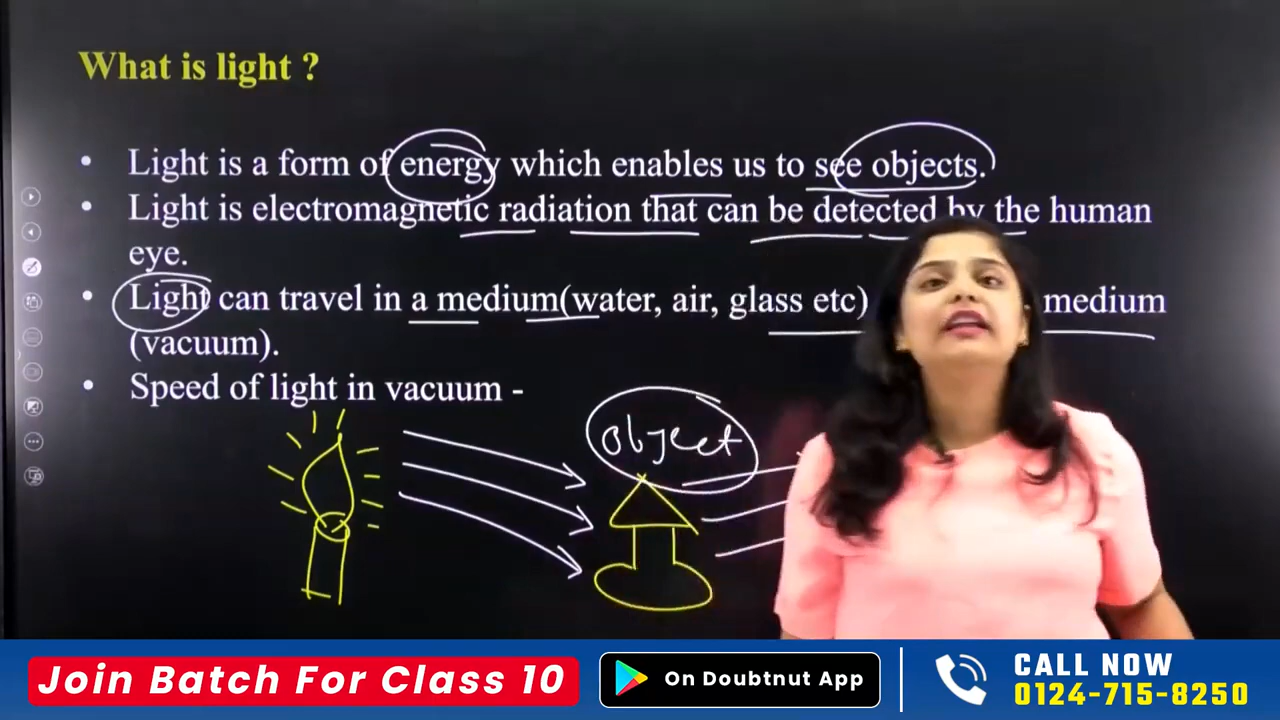 What is light ?
• Light is a form of energy which enables us to see objects.
• Light is electromagnetic radiation that can be detected by the human
eye.
• Light can travel in a medium(water, air, glass etc) medium
(vacuum).
• Speed of light in vacuum -
object
Join Batch For Class 10
On Doubtnut App
CALL NOW
0124-715-8250